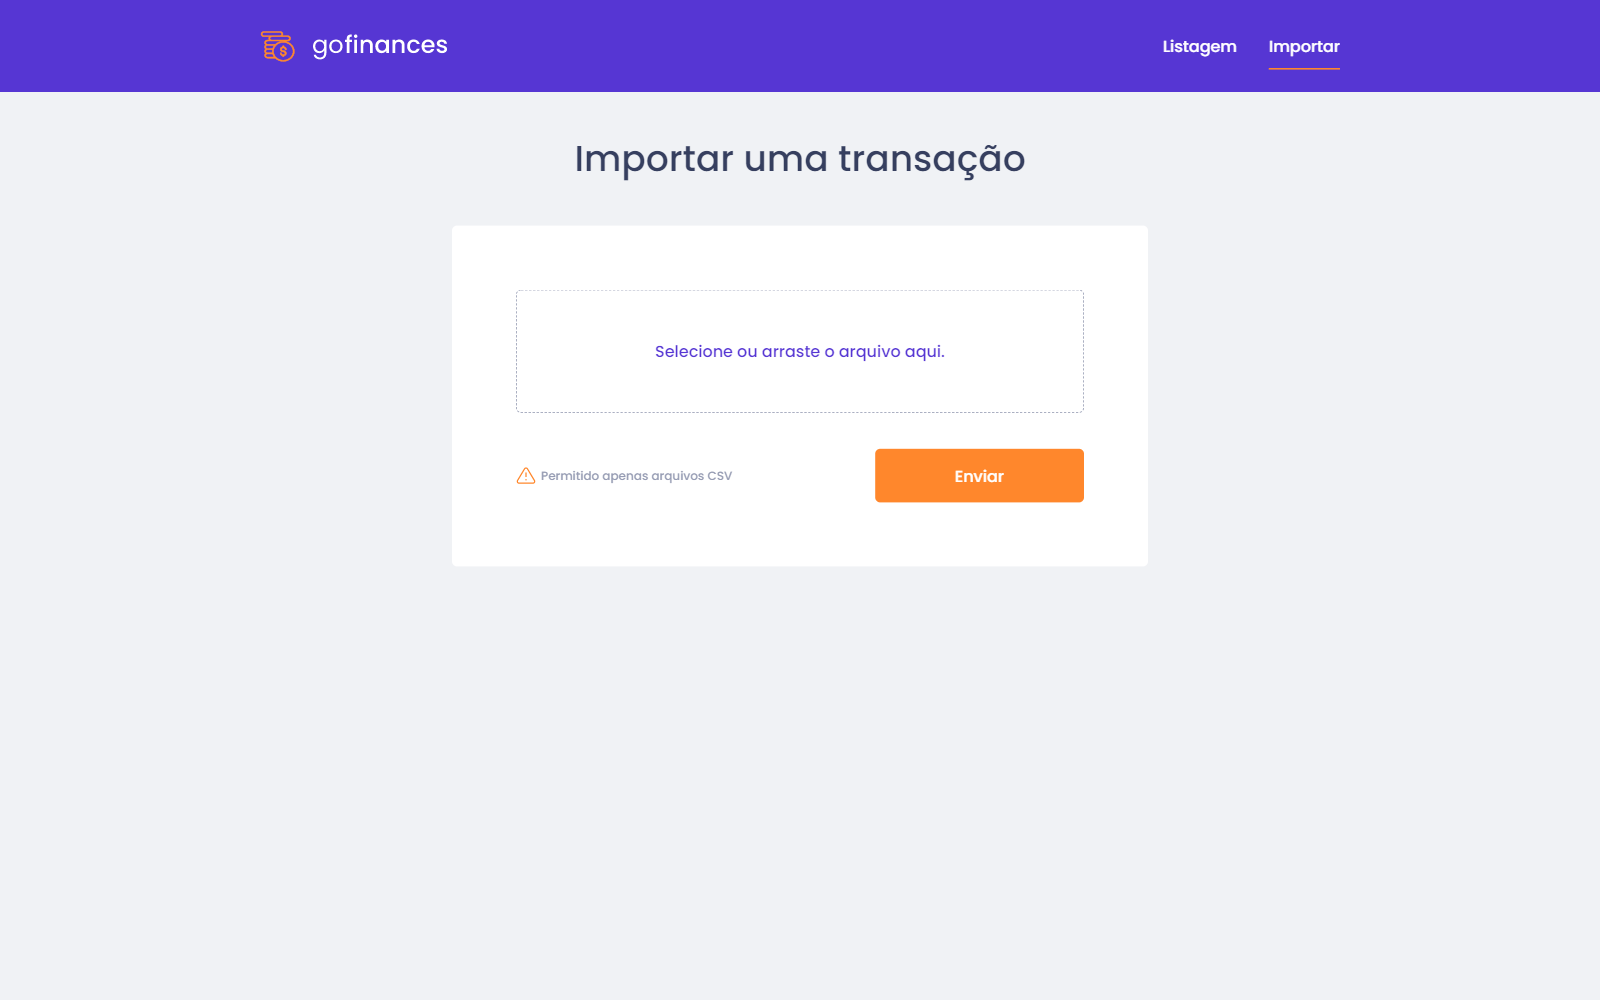 gofinances
Listagem
Importar
Importar uma transação
Selecione ou arraste o arquivo aqui.
Permitido apenas arquivos CSV
Enviar